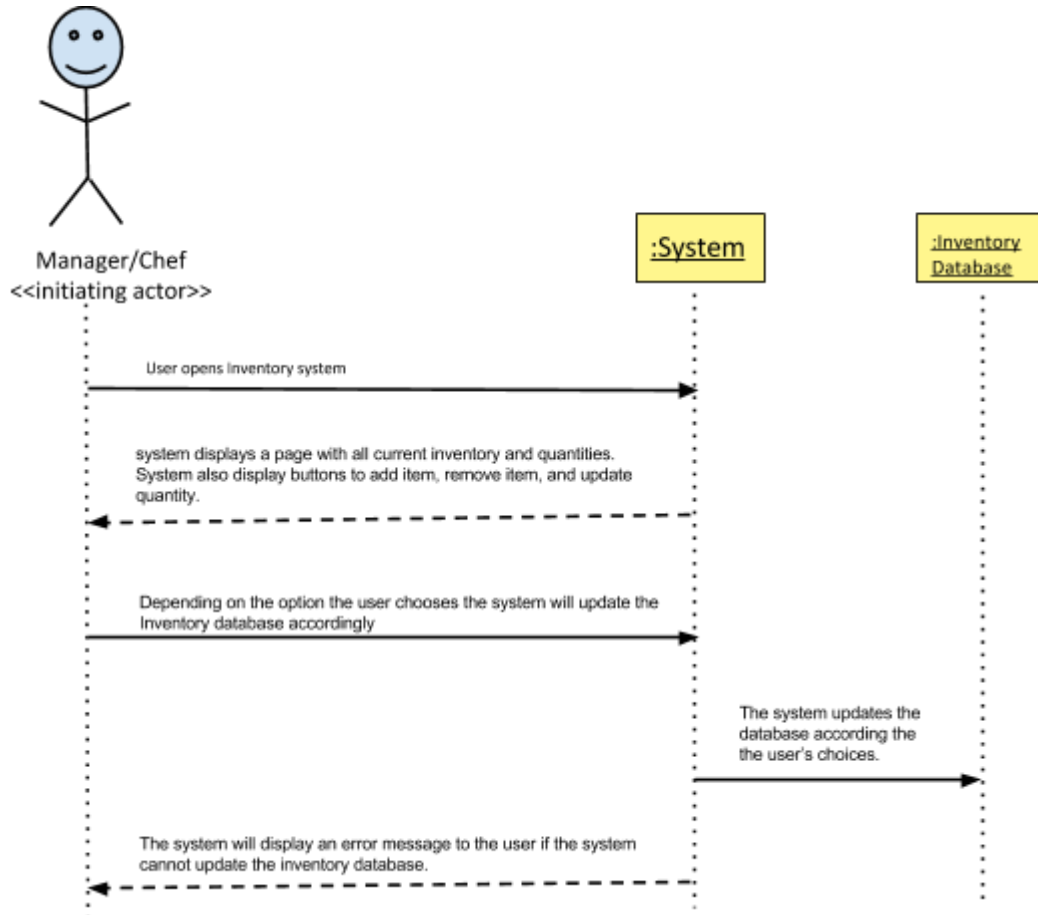 Manager/Chef
<<initiating actor>>
:System
:Inventory
Database
User opens Inventory system
system displays a page with all current inventory and quantities.
System also display buttons to add item, remove item, and update
quantity.
Depending on the option the user chooses the system will update the
Inventory database accordingly
The system updates the
database according the
the user's choices.
The system will display an error message to the user if the system
cannot update the inventory database.